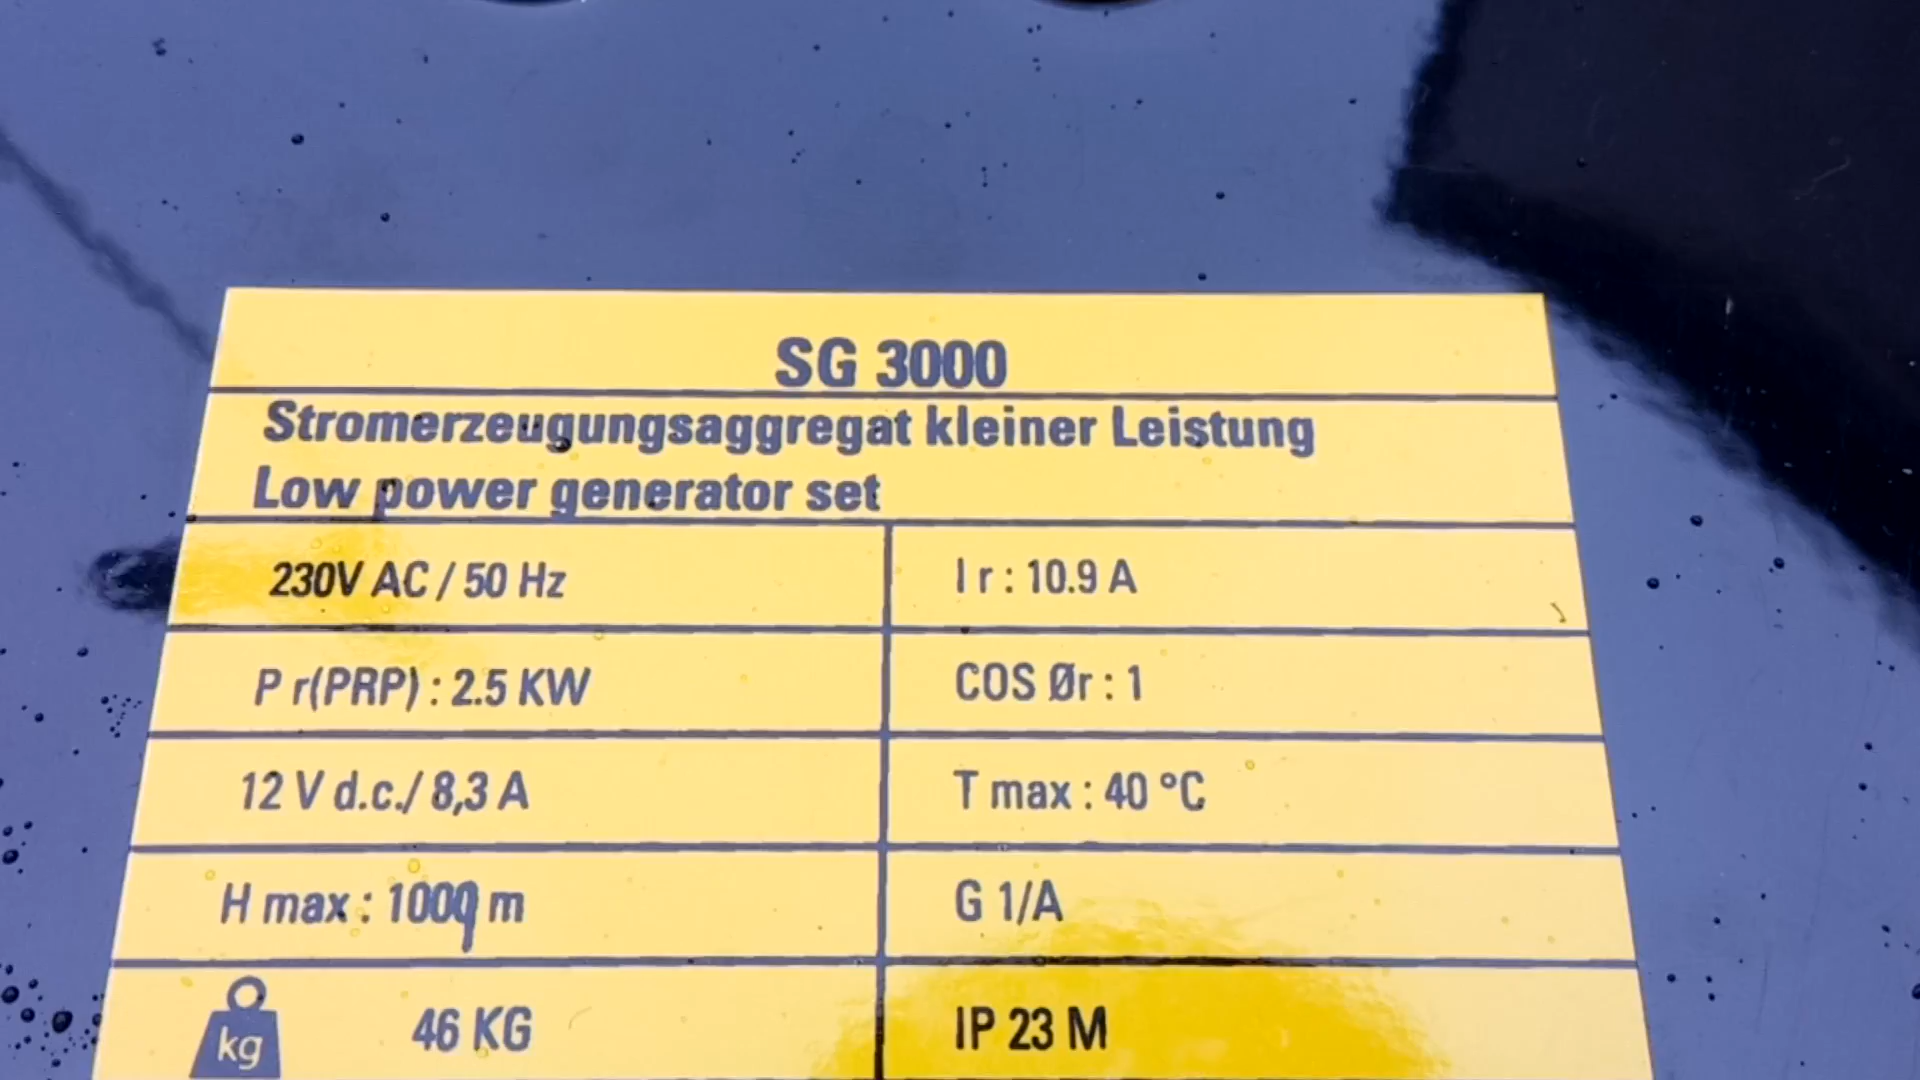 SG 3000
Stromerzeugungsaggregat kleiner Leistung
Low power generator set
230V AC / 50 Hz
I r : 10.9 A
P r(PRP) : 2.5 KW
COS Ør : 1
12 V d.c./ 8,3 A
T max : 40 °C
H max : 1000 m
G 1/A
kg
46 KG
IP 23 M